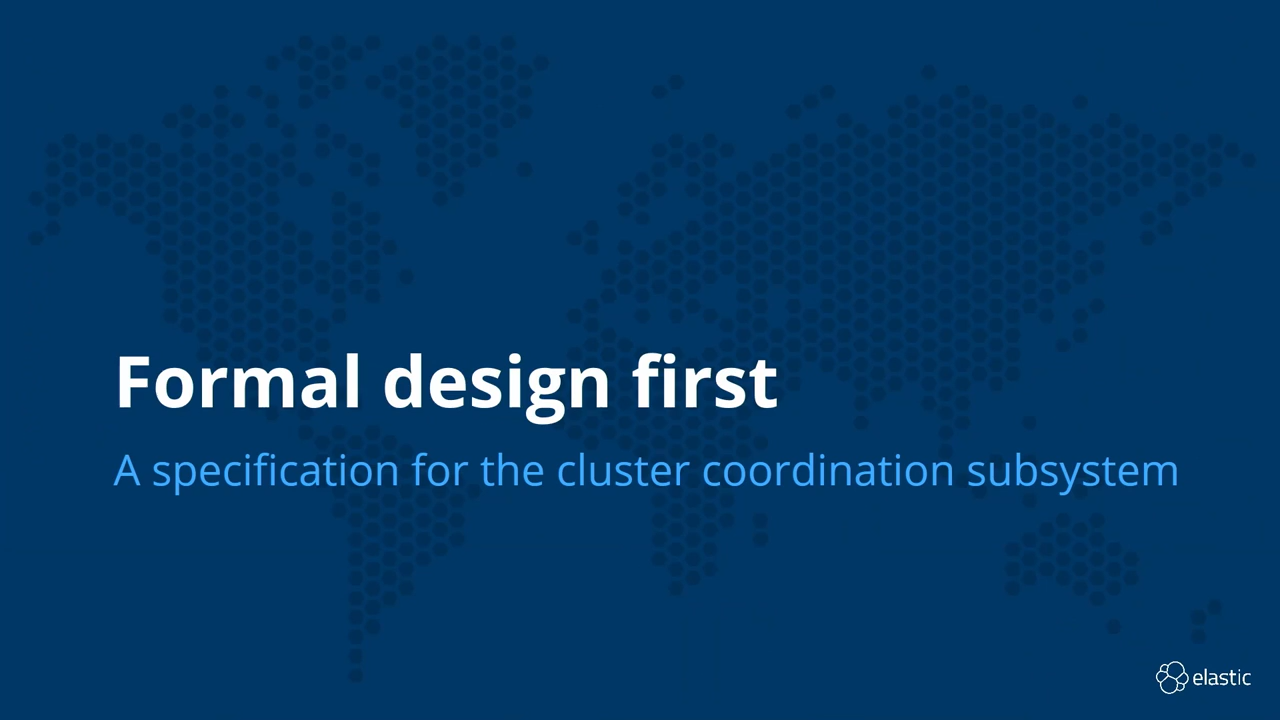 Formal design first
A specification for the cluster coordination subsystem
elastic